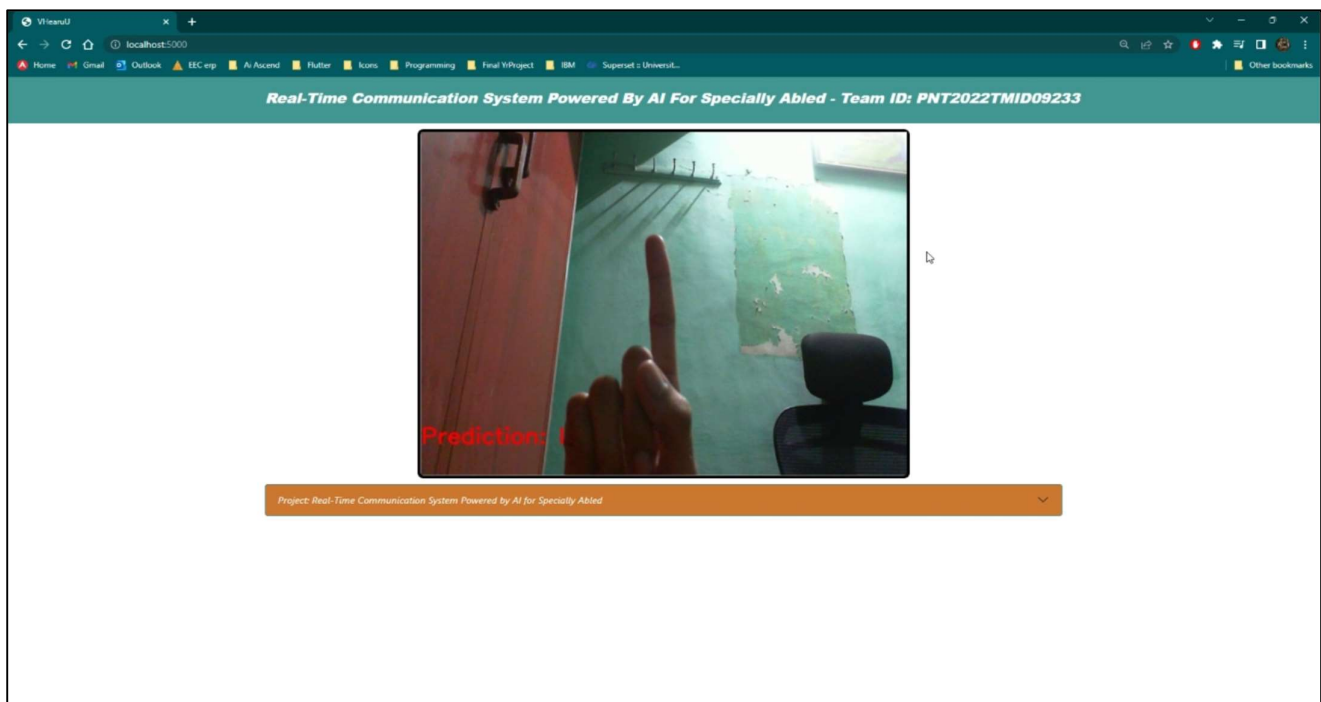 VHearuU
localhost:5000
Home Gmail Outlook EEC erp Ai Ascend Flutter Icons Programming Final YrProject IBM Superset :: Universit... Other bookmarks
Real-Time Communication System Powered By AI For Specially Abled - Team ID: PNT2022TMID09233
Prediction:
Project: Real-Time Communication System Powered by AI for Specially Abled